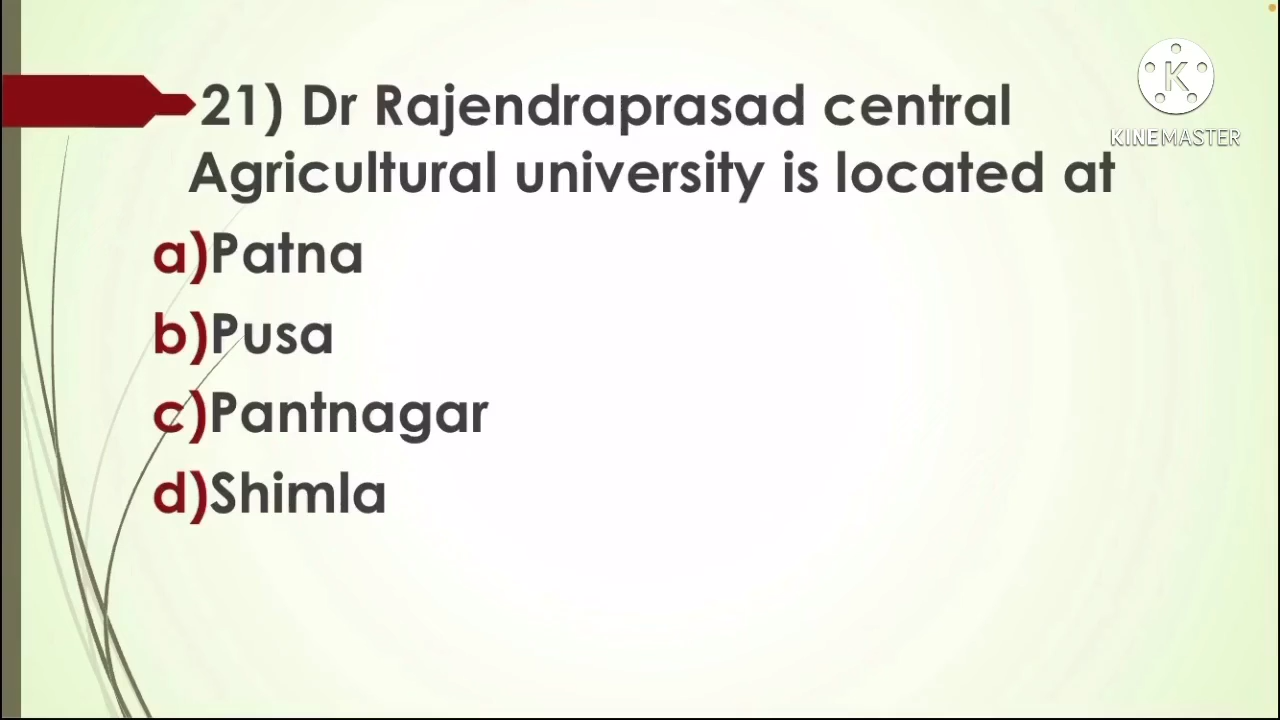 21) Dr Rajendraprasad central
Agricultural university is located at
a)Patna
b)Pusa
c)Pantnagar
d)Shimla
K
KINEMASTER